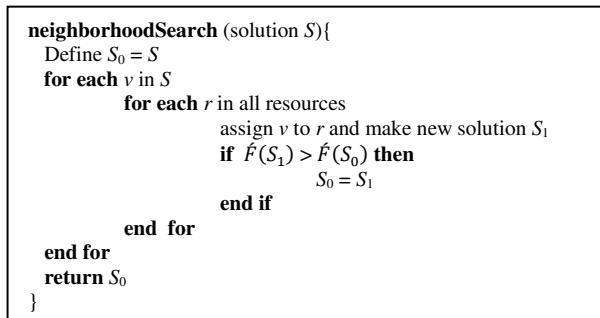 neighborhoodSearch (solution S){
Define S₀ = S
for each v in S
for each r in all resources
assign v to r and make new solution S₁
if F́(S₁) > F́(S₀) then
S₀ = S₁
end if
end for
end for
return S₀
}